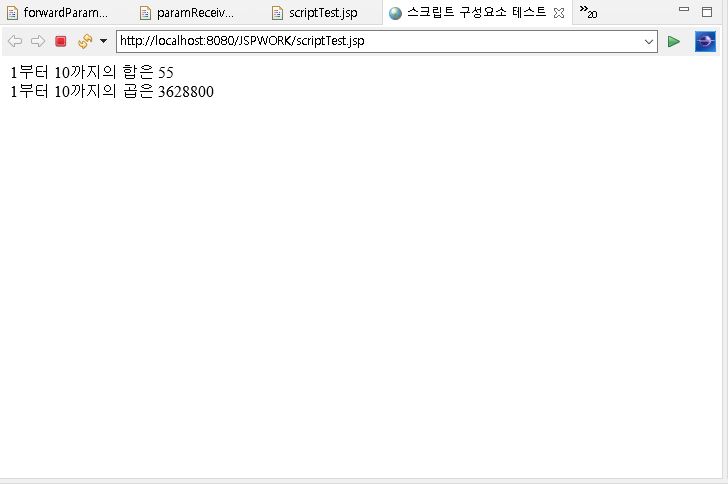 forwardParam... paramReceiv... scriptTest.jsp 스크립트 구성요소 테스트 »20
http://localhost:8080/JSPWORK/scriptTest.jsp
1부터 10까지의 합은 55
1부터 10까지의 곱은 3628800